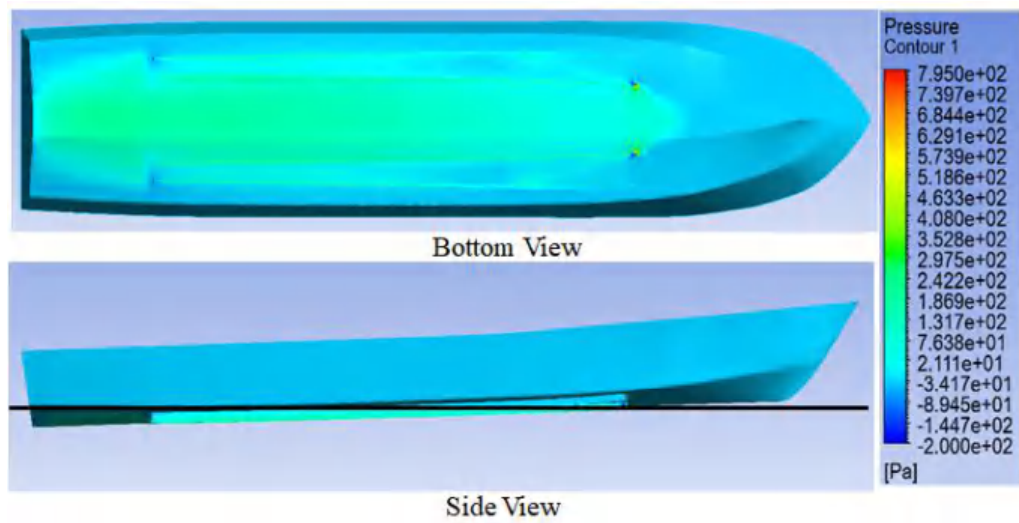 Pressure
Contour 1
7.950e+02
7.397e+02
6.844e+02
6.291e+02
5.739e+02
5.186e+02
4.633e+02
4.080e+02
3.528e+02
2.975e+02
2.422e+02
1.869e+02
1.317e+02
7.638e+01
2.111e+01
-3.417e+01
-8.945e+01
-1.447e+02
-2.000e+02
[Pa]
Bottom View
Side View